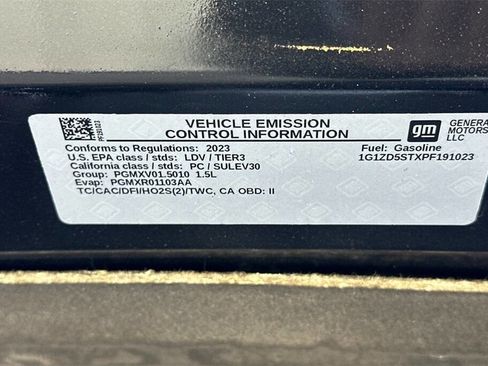 VEHICLE EMISSION
CONTROL INFORMATION
gm
GENERAL
MOTORS
LLC
Conforms to Regulations: 2023
Fuel: Gasoline
U.S. EPA class / stds: LDV / TIER3
1G1ZD5STXPF191023
California class / stds: PC / SULEV30
Group: PGMXV01.5010 1.5L
Evap: PGMXR01103AA
TC/CAC/DFI/HO2S(2)/TWC, CA OBD: II